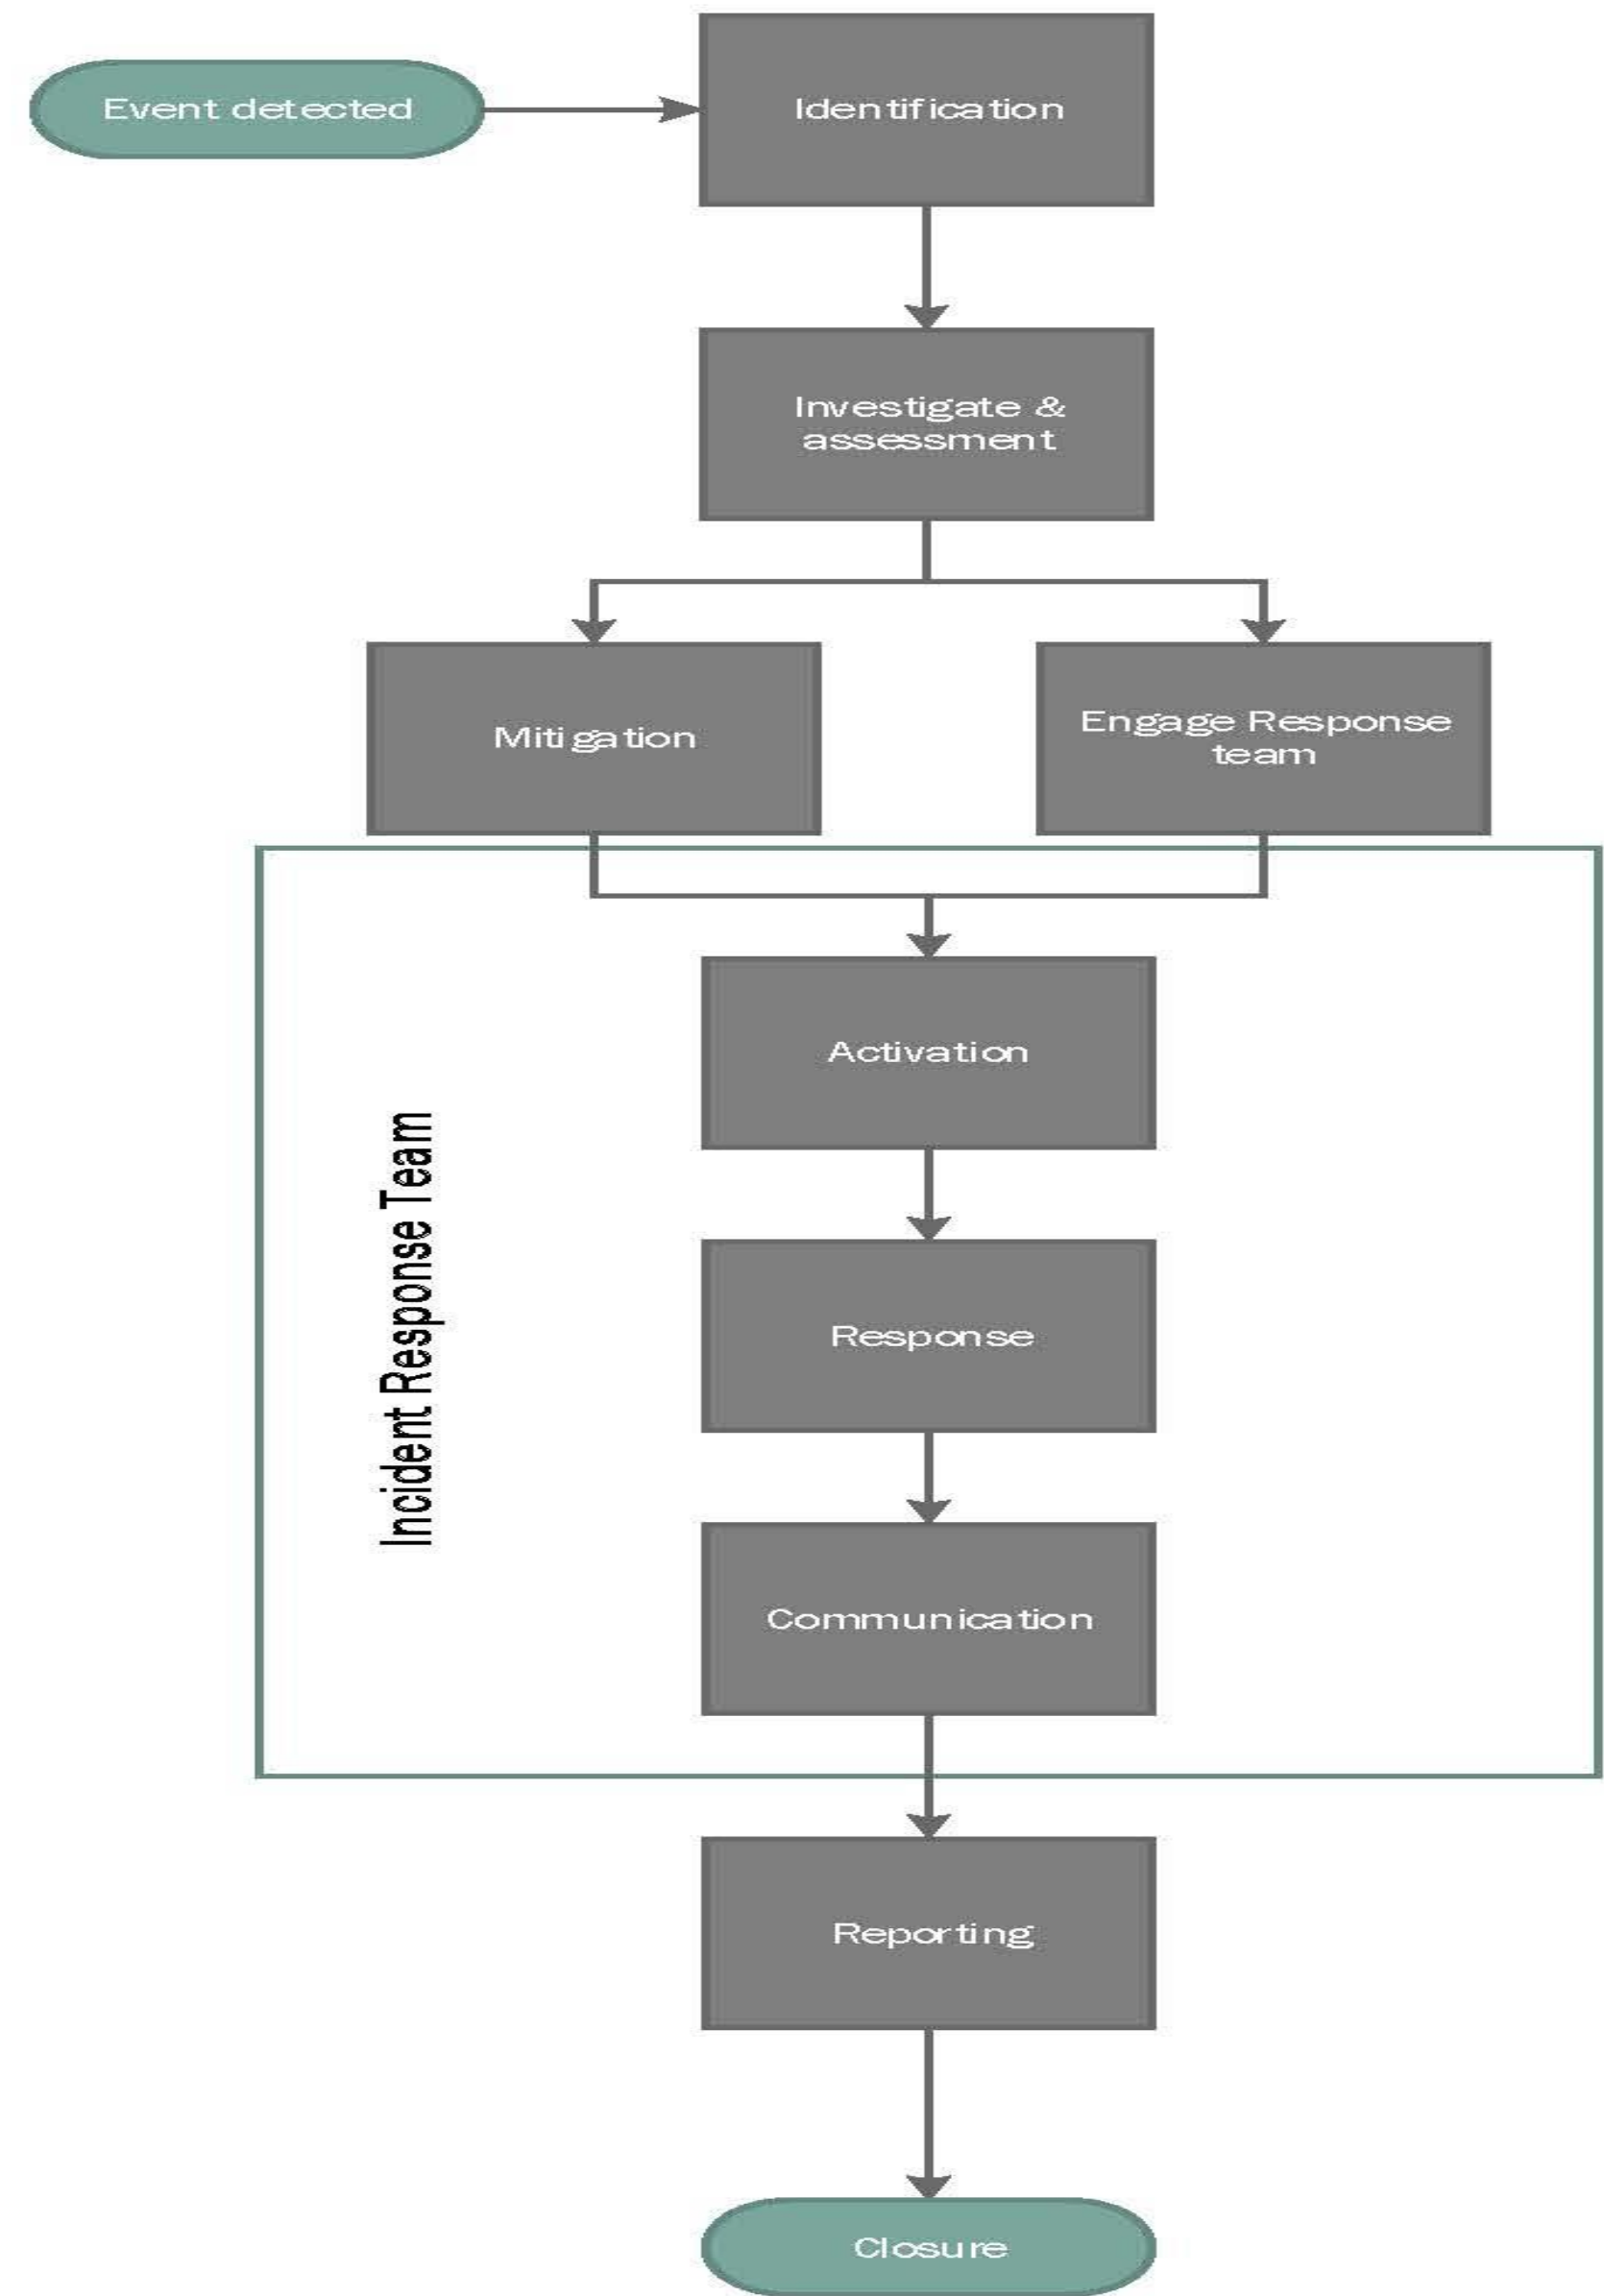 Event detected
Identification
Investigate &
assessment
Mitigation
Engage Response
team
Incident Response Team
Activation
Response
Communication
Reporting
Closure